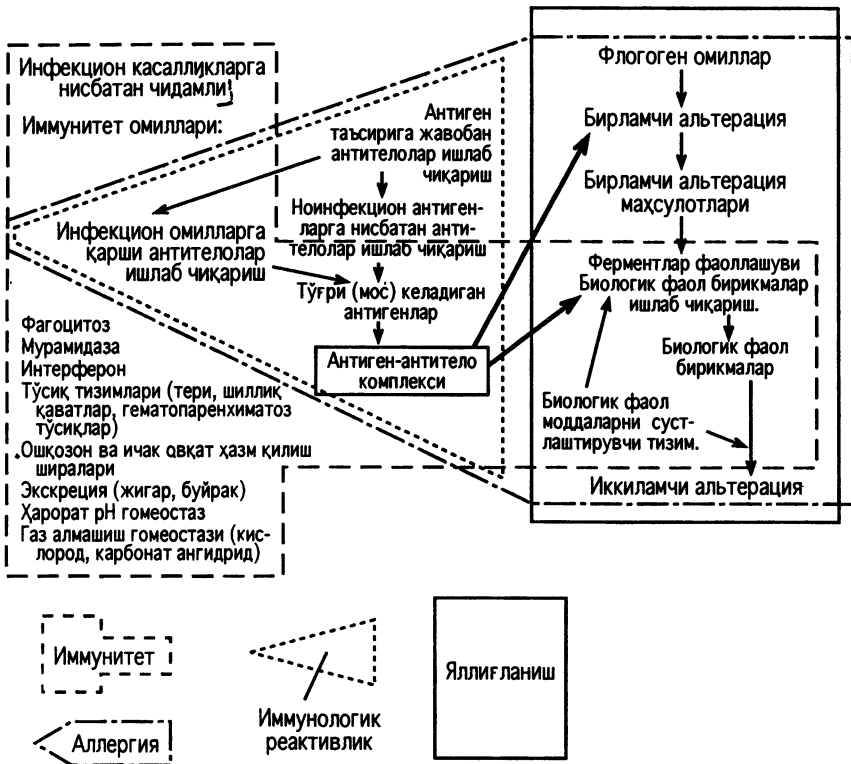 Инфекцион касалликларга
нисбатан чидамли
Иммунитет омиллари:
Антиген
таъсирига жавобан
антителолар ишлаб
чиқариш
Инфекцион омилларга
қарши антителолар
ишлаб чиқариш
Ноинфекцион антиген-
ларга нисбатан анти-
телолар ишлаб чиқариш
Тўғри (мос) келадиган
антигенлар
Антиген-антитело
комплекси
Фагоцитоз
Мурамидаза
Интерферон
Тўсиқ тизимлари (тери, шиллиқ
қаватлар, гематопаренхиматоз
тўсиқлар)
Ошқозон ва ичак овқат ҳазм қилиш
ширалари
Экскреция (жигар, буйрак)
Ҳарорат pH гомеостаз
Газ алмашиш гомеостази (кис-
лород, карбонат ангидрид)
Флогоген омиллар
Бирламчи альтерация
Бирламчи альтерация
маҳсулотлари
Ферментлар фаоллашуви
Биологик фаол бирикмалар
ишлаб чиқариш.
Биологик фаол
бирикмалар
Биологик фаол
моддаларни суст-
лаштирувчи тизим.
Иккиламчи альтерация
Иммунитет
Иммунологик
реактивлик
Яллиғланиш
Аллергия